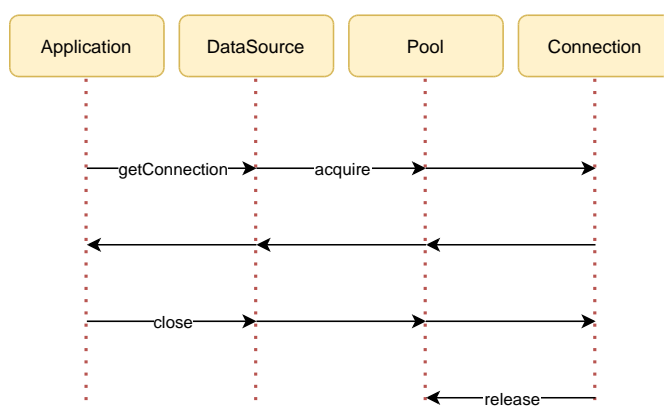 Application
DataSource
Pool
Connection
getConnection
acquire
close
release